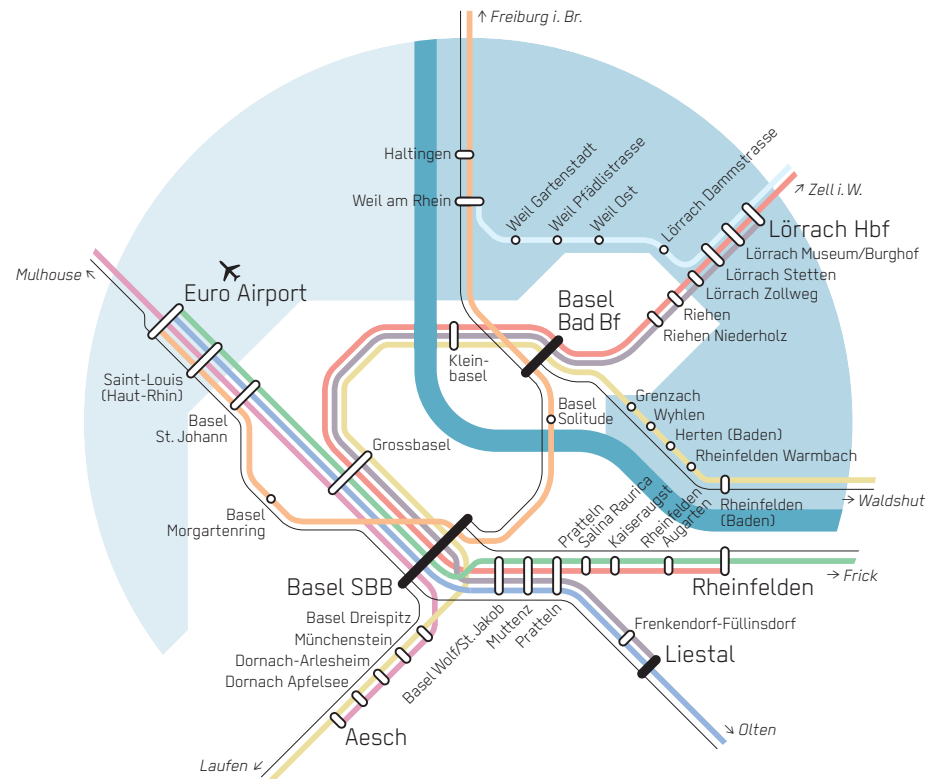 ↑ Freiburg i. Br.
Haltingen
Weil am Rhein
Weil Gartenstadt
Weil Pfädlistrasse
Weil Ost
Lörrach Dammstrasse
↗ Zell i. W.
Lörrach Hbf
Lörrach Museum/Burghof
Lörrach Stetten
Lörrach Zollweg
Riehen
Riehen Niederholz
Mulhouse ↖
Euro Airport
Basel
Bad Bf
Klein-
basel
Saint-Louis
(Haut-Rhin)
Basel
St. Johann
Grossbasel
Basel
Solitude
Grenzach
Wyhlen
Herten (Baden)
Rheinfelden Warmbach
Rheinfelden
(Baden)
→ Waldshut
Basel
Morgartenring
Pratteln
Salina Raurica
Kaiseraugst
Rheinfelden
Augarten
Basel SBB
Rheinfelden
→ Frick
Basel Dreispitz
Münchenstein
Dornach-Arlesheim
Dornach Apfelsee
Aesch
Basel Wolf/St. Jakob
Muttenz
Pratteln
Frenkendorf-Füllinsdorf
Liestal
↘ Olten
Laufen ↙